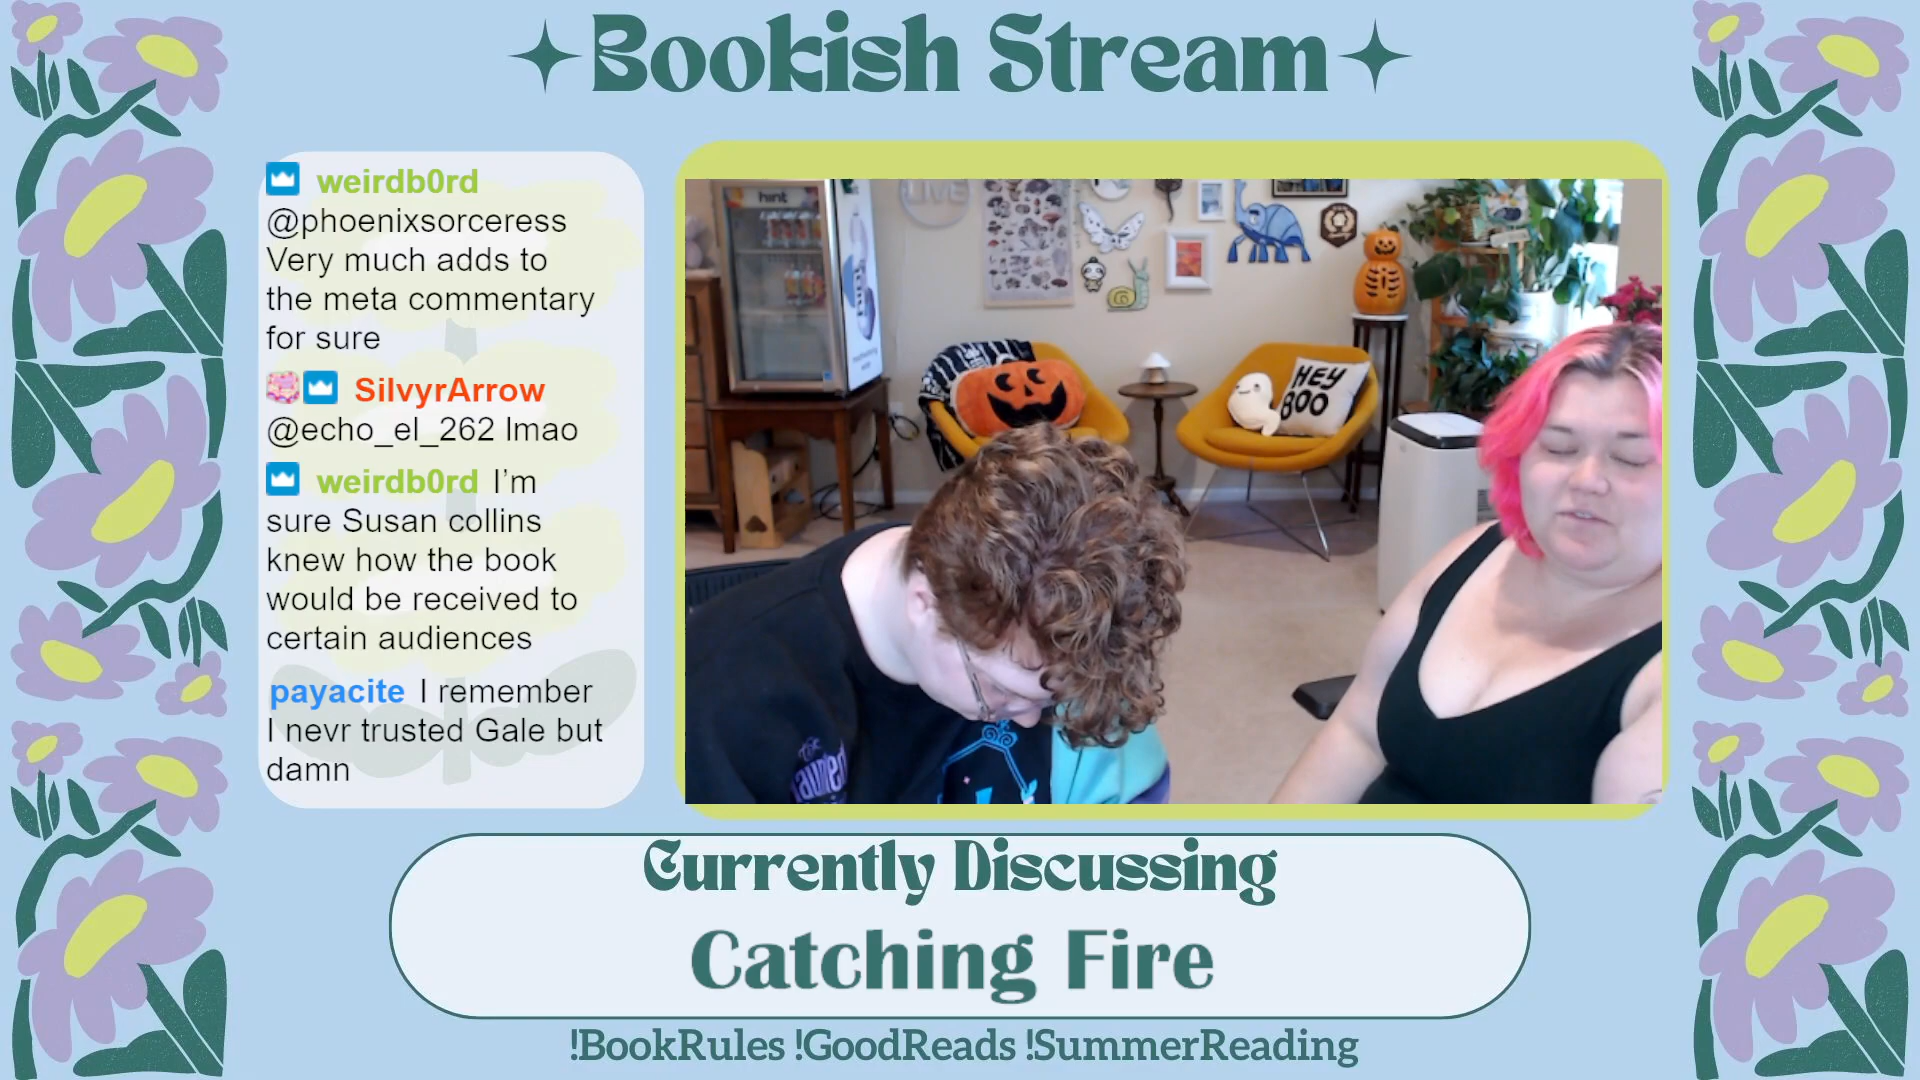 Bookish Stream
weirdb0rd
@phoenixsorceress
Very much adds to
the meta commentary
for sure
SilvyrArrow
@echo_el_262 lmao
weirdb0rd I’m
sure Susan collins
knew how the book
would be received to
certain audiences
payacite I remember
I nevr trusted Gale but
damn
hint
LIVE
HEY
BOO
Currently Discussing
Catching Fire
!BookRules !GoodReads !SummerReading